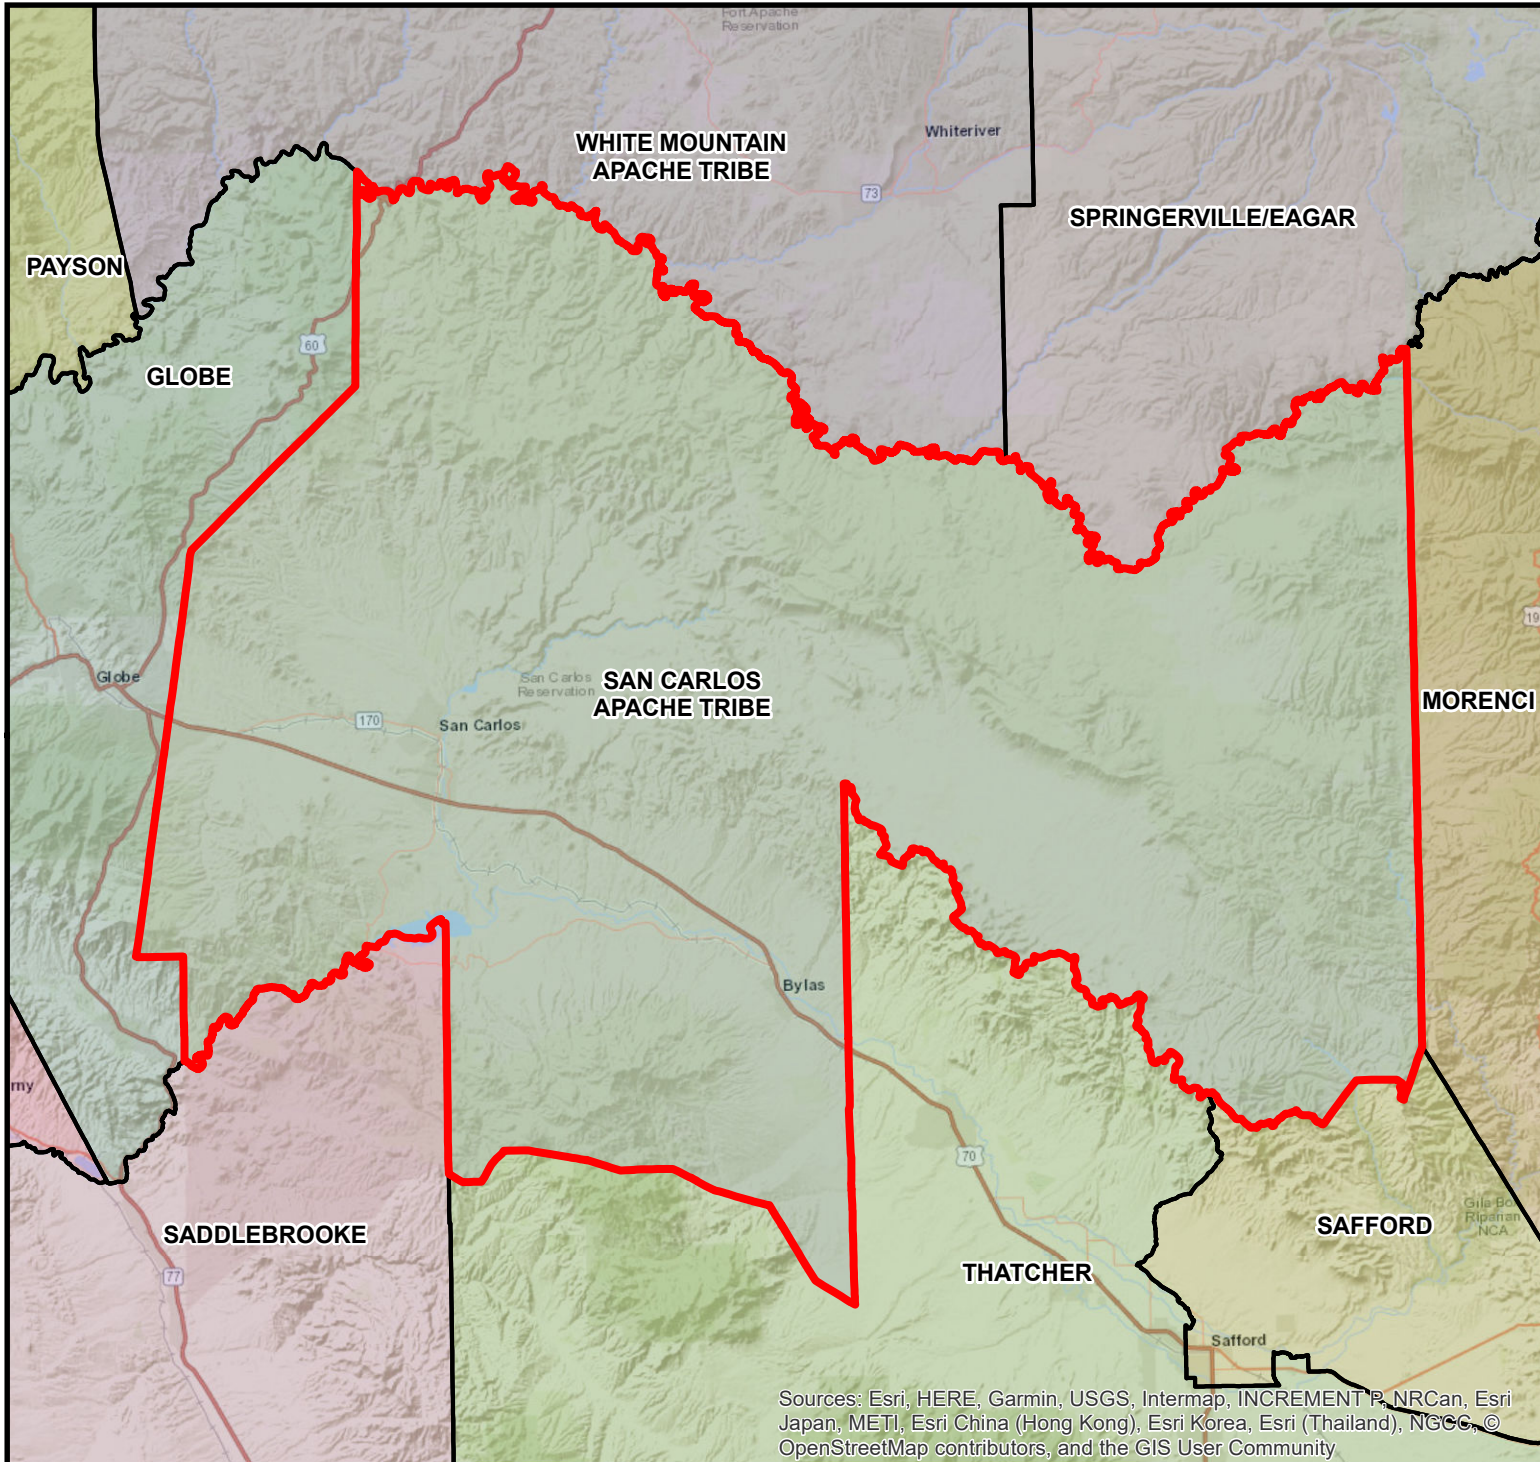 Fort Apache
Reservation
WHITE MOUNTAIN
APACHE TRIBE
Whiteriver
73
SPRINGERVILLE/EAGAR
PAYSON
60
GLOBE
19
Globe
San Carlos
Reservation
SAN CARLOS
APACHE TRIBE
MORENCI
170
San Carlos
Bylas
rny
70
SADDLEBROOKE
Gila Bo
Riparian
NCA
SAFFORD
THATCHER
77
Safford
Sources: Esri, HERE, Garmin, USGS, Intermap, INCREMENT P, NRCan, Esri
Japan, METI, Esri China (Hong Kong), Esri Korea, Esri (Thailand), NGCC, ©
OpenStreetMap contributors, and the GIS User Community